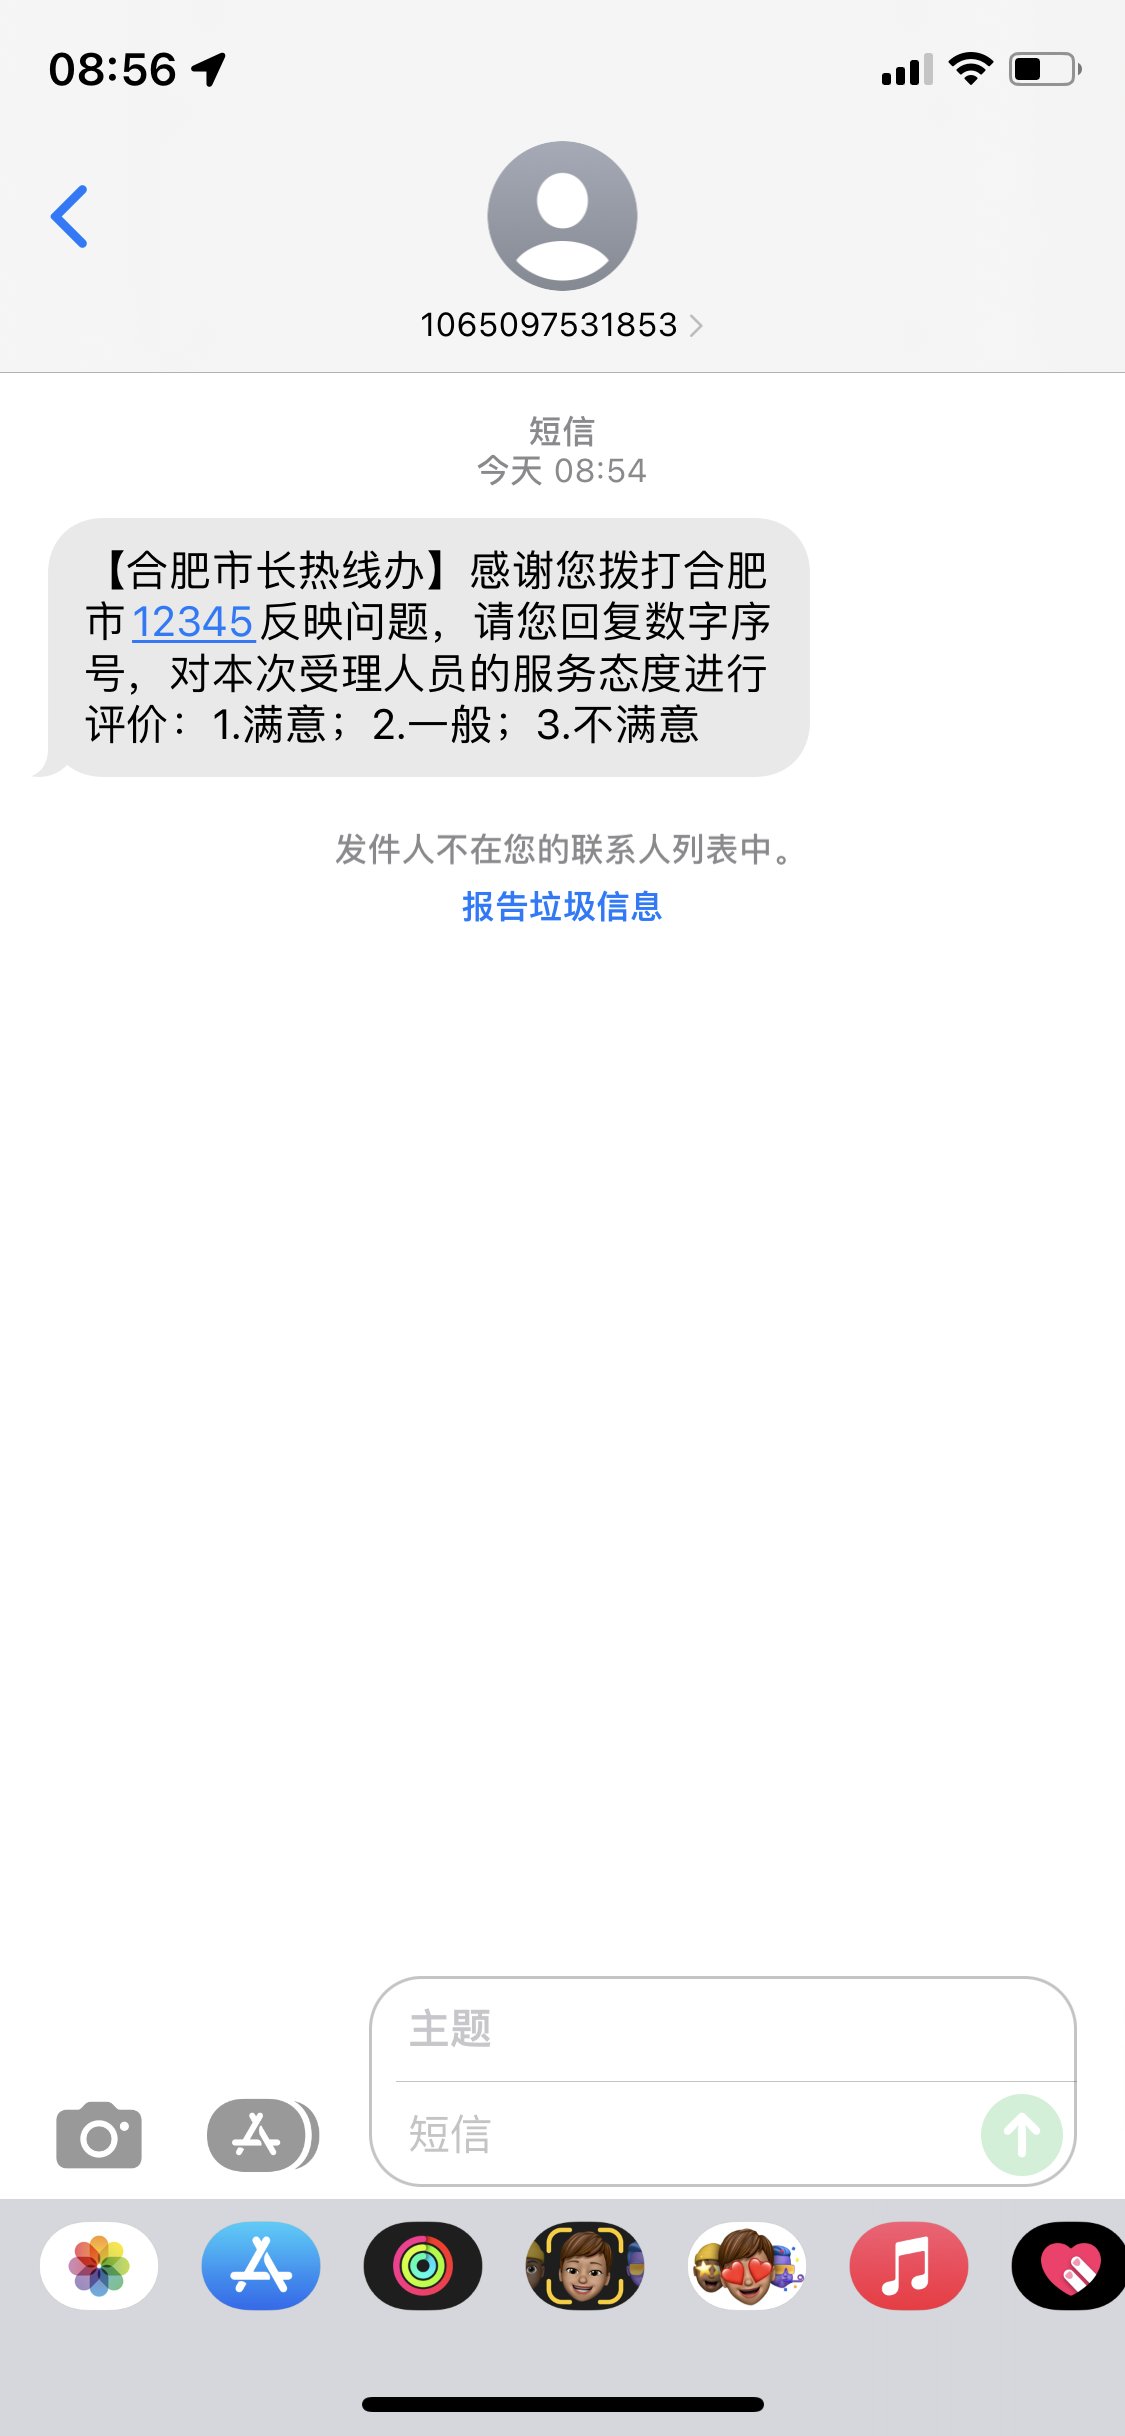 08:56
1065097531853
短信
今天 08:54
【合肥市长热线办】感谢您拨打合肥
市12345反映问题，请您回复数字序
号，对本次受理人员的服务态度进行
评价：1.满意；2.一般；3.不满意
发件人不在您的联系人列表中。
报告垃圾信息
主题
短信